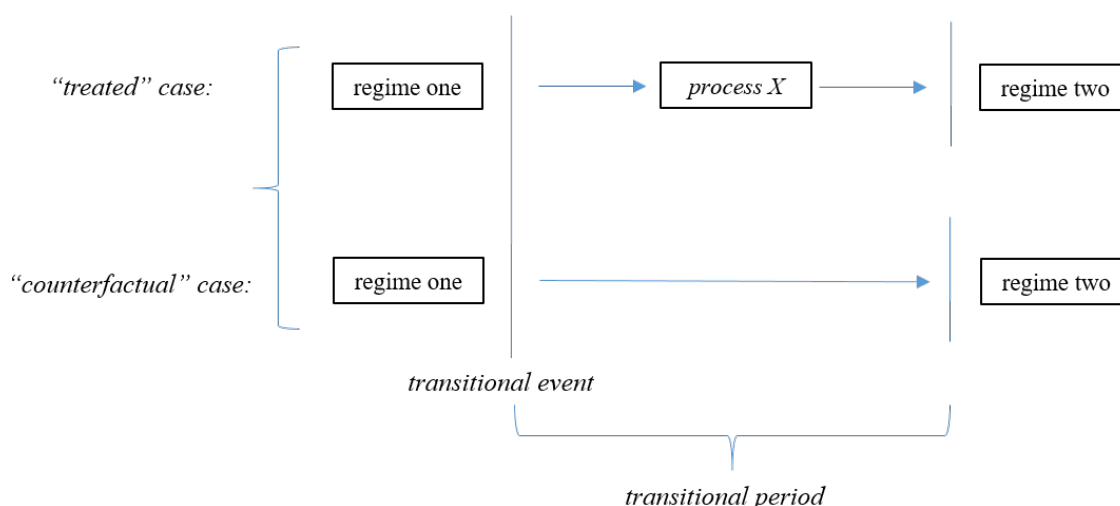 “treated” case:
regime one
process X
regime two
“counterfactual” case:
regime one
regime two
transitional event
transitional period